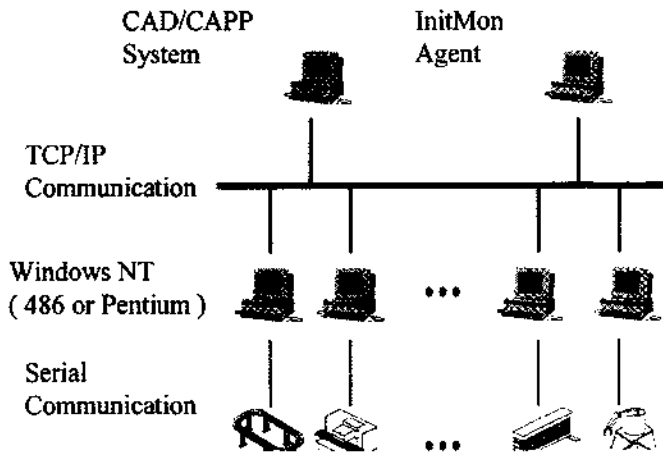 CAD/CAPP
System
InitMon
Agent
TCP/IP
Communication
Windows NT
( 486 or Pentium )
Serial
Communication